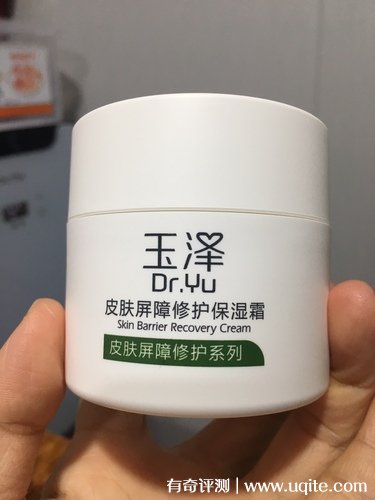 玉泽
Dr.Yu
皮肤屏障修护保湿霜
Skin Barrier Recovery Cream
皮肤屏障修护系列
有奇评测 | www.uqite.com